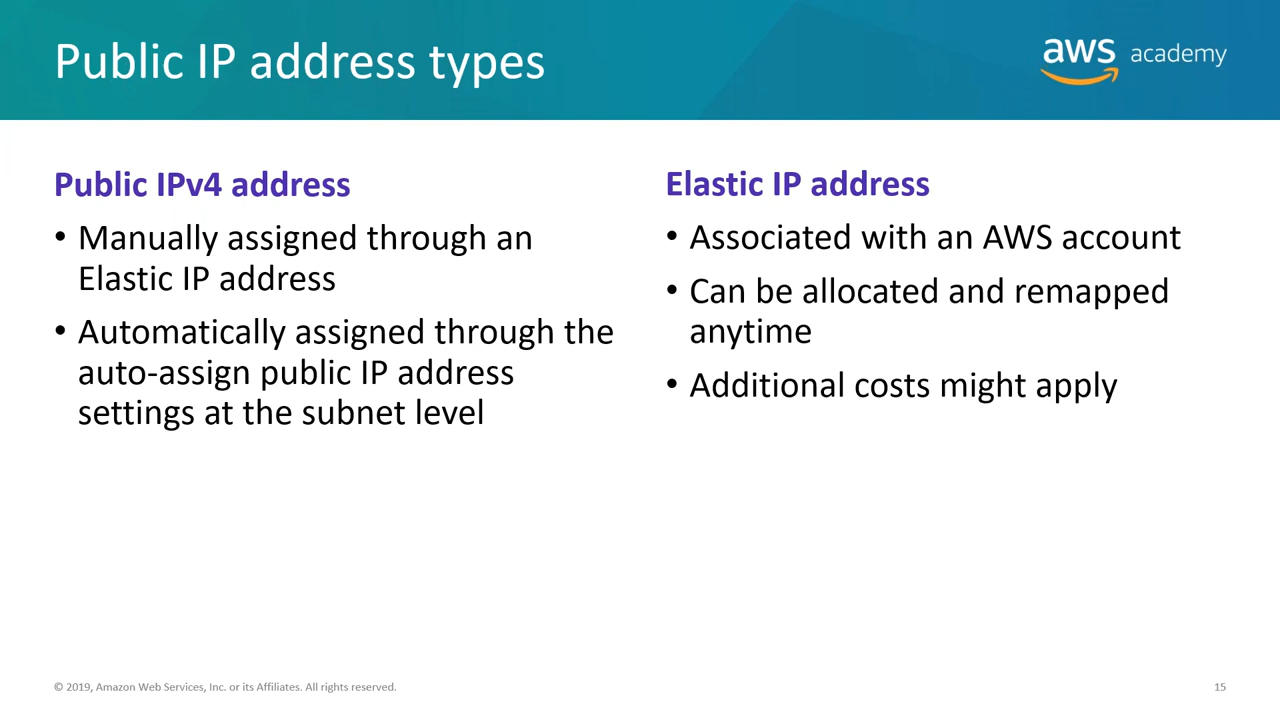 Public IP address types
aws academy
Public IPv4 address
• Manually assigned through an
Elastic IP address
• Automatically assigned through the
auto-assign public IP address
settings at the subnet level
Elastic IP address
• Associated with an AWS account
• Can be allocated and remapped
anytime
• Additional costs might apply
© 2019, Amazon Web Services, Inc. or its Affiliates. All rights reserved.
15